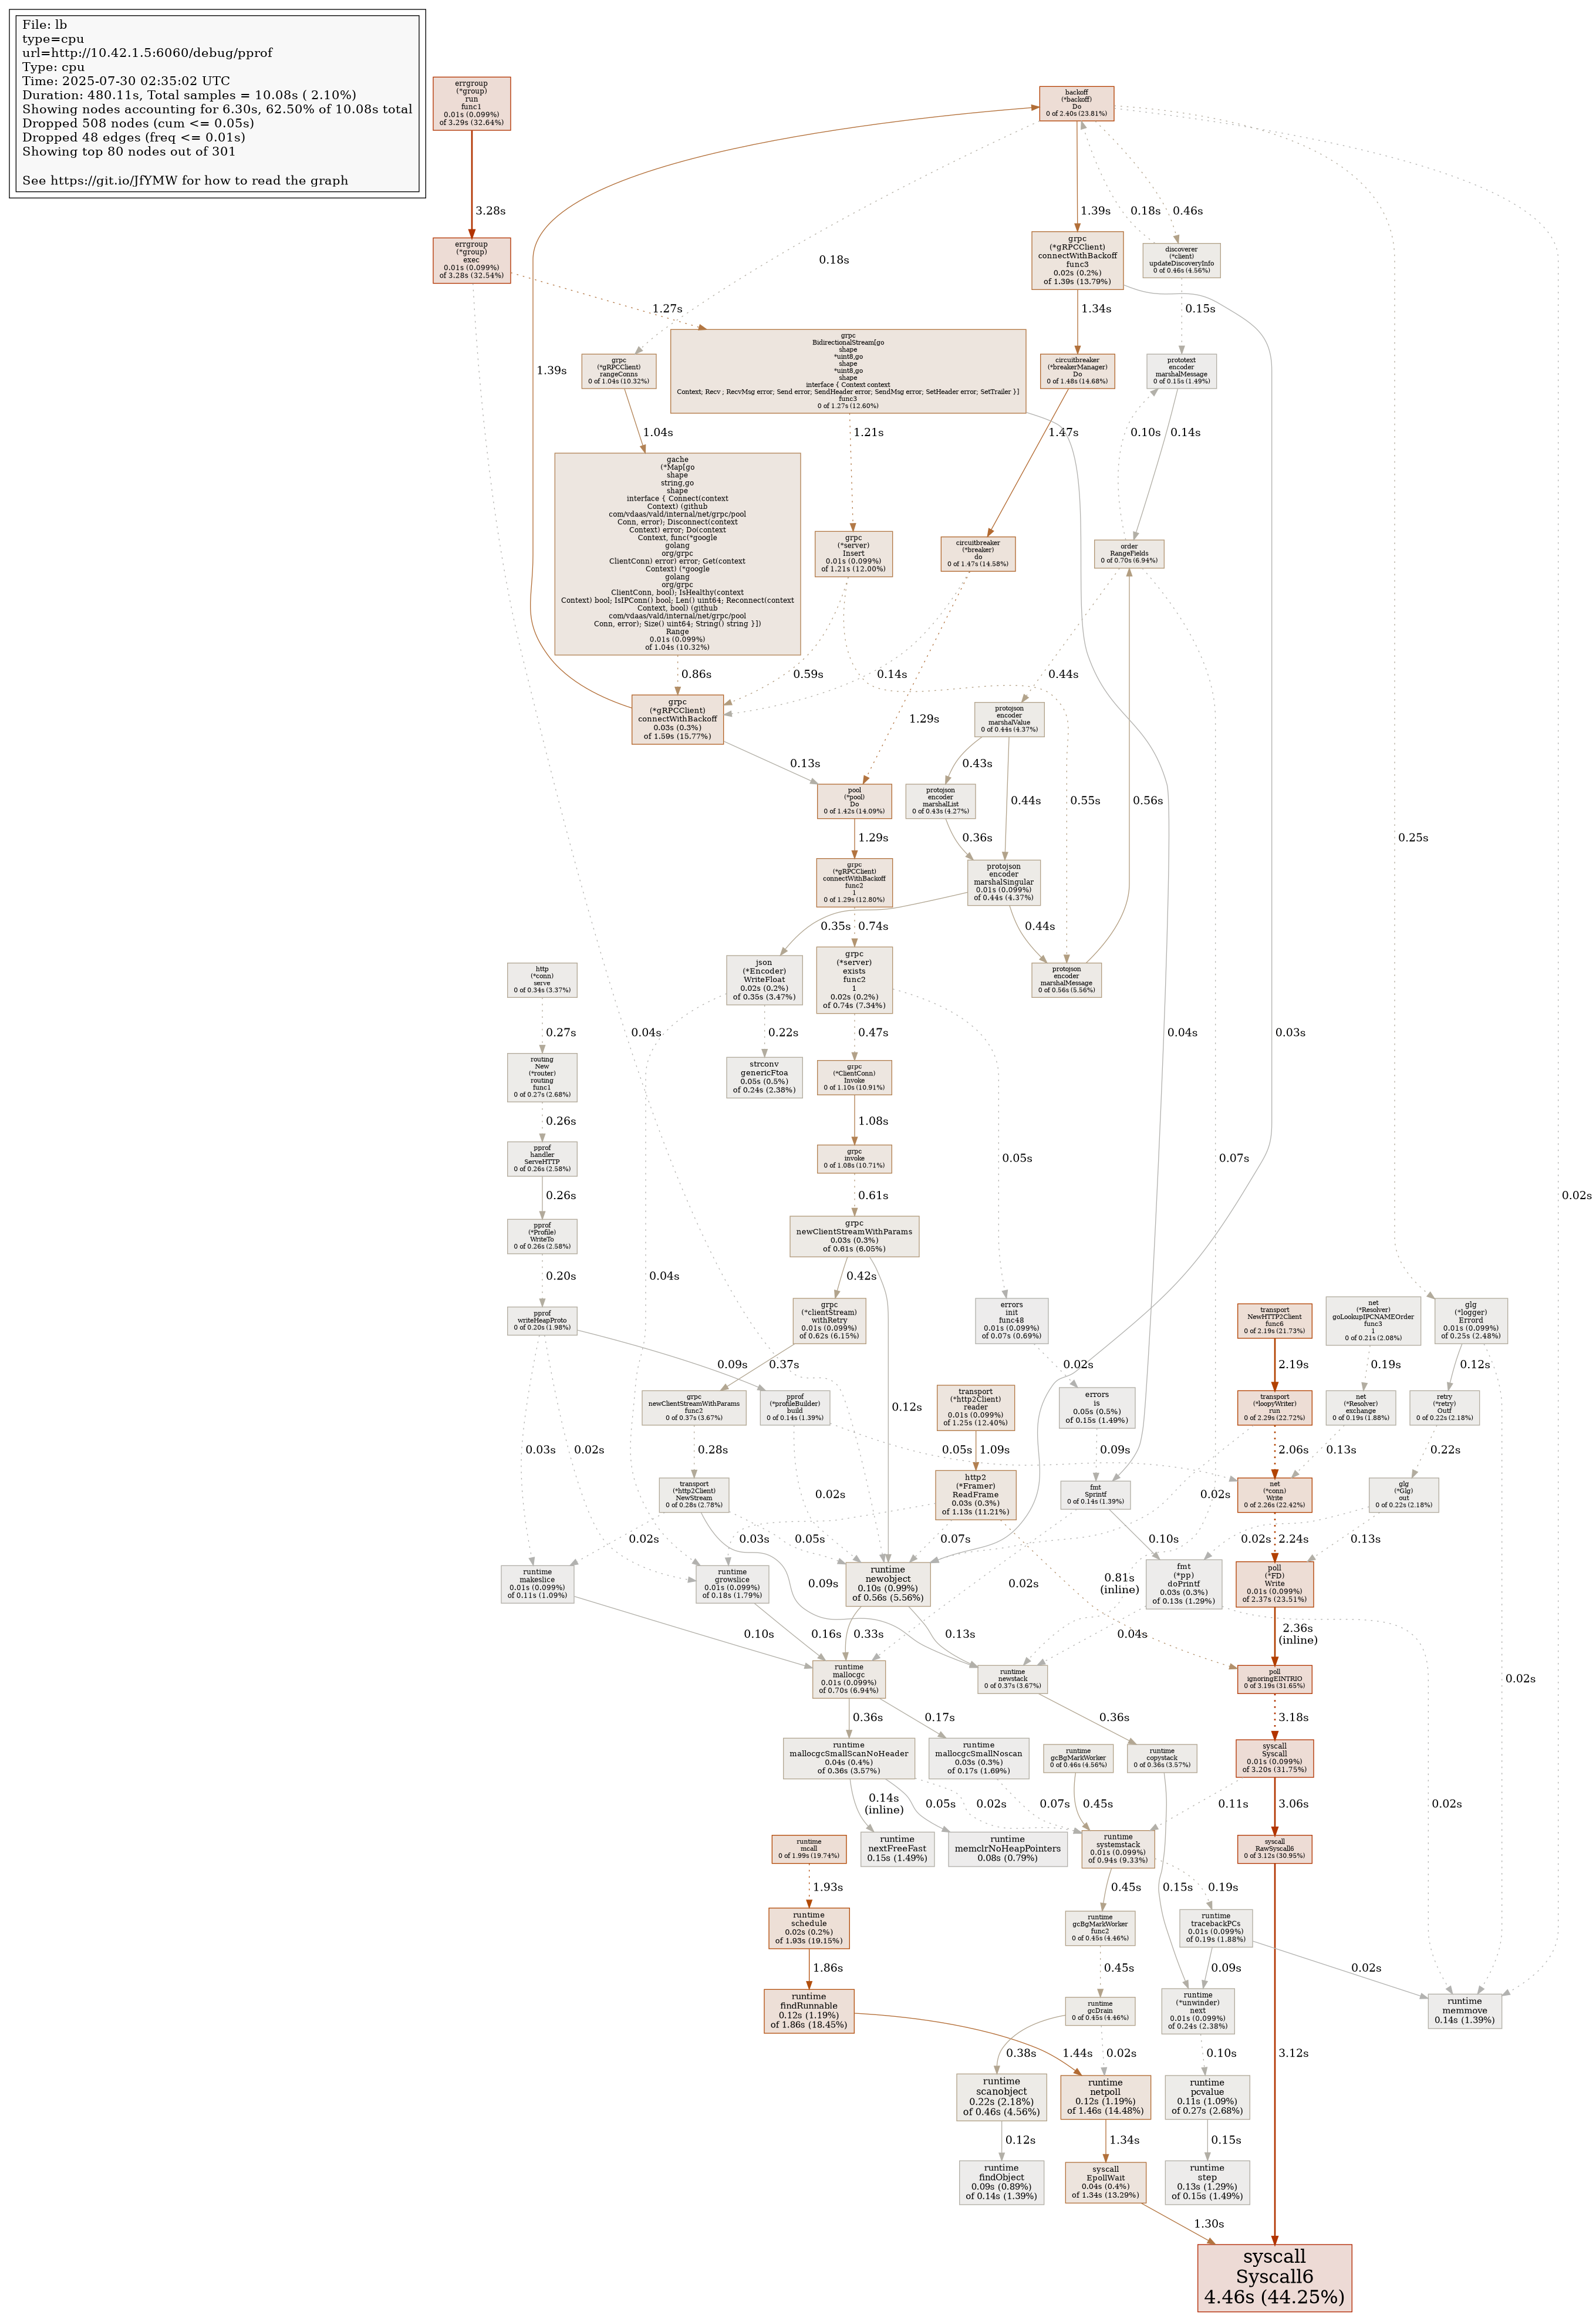 File: lb
type=cpu
url=http://10.42.1.5:6060/debug/pprof
Type: cpu
Time: 2025-07-30 02:35:02 UTC
Duration: 480.11s, Total samples = 10.08s ( 2.10%)
Showing nodes accounting for 6.30s, 62.50% of 10.08s total
Dropped 508 nodes (cum <= 0.05s)
Dropped 48 edges (freq <= 0.01s)
Showing top 80 nodes out of 301
See https://git.io/JfYMW for how to read the graph
errgroup
(*group)
run
func1
0.01s (0.099%)
of 3.29s (32.64%)
backoff
(*backoff)
Do
0 of 2.40s (23.81%)
3.28s
1.39s
0.18s
0.46s
errgroup
(*group)
exec
0.01s (0.099%)
of 3.28s (32.54%)
grpc
(*gRPCClient)
connectWithBackoff
func3
0.02s (0.2%)
of 1.39s (13.79%)
discoverer
(*client)
updateDiscoveryInfo
0 of 0.46s (4.56%)
0.18s
1.27s
1.34s
0.15s
grpc
(*gRPCClient)
rangeConns
0 of 1.04s (10.32%)
grpc
BidirectionalStream[go
shape
*uint8,go
shape
*uint8,go
shape
interface { Context context
Context; Recv ; RecvMsg error; Send error; SendHeader error; SendMsg error; SetHeader error; SetTrailer }]
func3
0 of 1.27s (12.60%)
circuitbreaker
(*breakerManager)
Do
0 of 1.48s (14.68%)
prototext
encoder
marshalMessage
0 of 0.15s (1.49%)
1.39s
1.04s
1.21s
1.47s
0.10s
0.14s
gache
(*Map[go
shape
string,go
shape
interface { Connect(context
Context) (github
com/vdaas/vald/internal/net/grpc/pool
Conn, error); Disconnect(context
Context) error; Do(context
Context, func(*google
golang
org/grpc
ClientConn) error) error; Get(context
Context) (*google
golang
org/grpc
ClientConn, bool); IsHealthy(context
Context) bool; IsIPConn() bool; Len() uint64; Reconnect(context
Context, bool) (github
com/vdaas/vald/internal/net/grpc/pool
Conn, error); Size() uint64; String() string }])
Range
0.01s (0.099%)
of 1.04s (10.32%)
grpc
(*server)
Insert
0.01s (0.099%)
of 1.21s (12.00%)
circuitbreaker
(*breaker)
do
0 of 1.47s (14.58%)
order
RangeFields
0 of 0.70s (6.94%)
0.86s
0.59s
0.14s
0.44s
grpc
(*gRPCClient)
connectWithBackoff
0.03s (0.3%)
of 1.59s (15.77%)
protojson
encoder
marshalValue
0 of 0.44s (4.37%)
1.29s
0.13s
0.43s
0.44s
0.55s
0.56s
0.25s
pool
(*pool)
Do
0 of 1.42s (14.09%)
protojson
encoder
marshalList
0 of 0.43s (4.27%)
1.29s
0.36s
grpc
(*gRPCClient)
connectWithBackoff
func2
1
0 of 1.29s (12.80%)
protojson
encoder
marshalSingular
0.01s (0.099%)
of 0.44s (4.37%)
0.74s
0.35s
0.44s
http
(*conn)
serve
0 of 0.34s (3.37%)
json
(*Encoder)
WriteFloat
0.02s (0.2%)
of 0.35s (3.47%)
grpc
(*server)
exists
func2
1
0.02s (0.2%)
of 0.74s (7.34%)
protojson
encoder
marshalMessage
0 of 0.56s (5.56%)
0.27s
0.04s
0.22s
0.47s
0.04s
0.03s
routing
New
(*router)
routing
func1
0 of 0.27s (2.68%)
strconv
genericFtoa
0.05s (0.5%)
of 0.24s (2.38%)
grpc
(*ClientConn)
Invoke
0 of 1.10s (10.91%)
0.26s
1.08s
0.05s
0.07s
pprof
handler
ServeHTTP
0 of 0.26s (2.58%)
grpc
invoke
0 of 1.08s (10.71%)
0.26s
0.61s
0.02s
pprof
(*Profile)
WriteTo
0 of 0.26s (2.58%)
grpc
newClientStreamWithParams
0.03s (0.3%)
of 0.61s (6.05%)
0.20s
0.04s
0.42s
pprof
writeHeapProto
0 of 0.20s (1.98%)
grpc
(*clientStream)
withRetry
0.01s (0.099%)
of 0.62s (6.15%)
errors
init
func48
0.01s (0.099%)
of 0.07s (0.69%)
transport
NewHTTP2Client
func6
0 of 2.19s (21.73%)
net
(*Resolver)
goLookupIPCNAMEOrder
func3
1
0 of 0.21s (2.08%)
glg
(*logger)
Errord
0.01s (0.099%)
of 0.25s (2.48%)
0.09s
0.37s
0.02s
2.19s
0.19s
0.12s
grpc
newClientStreamWithParams
func2
0 of 0.37s (3.67%)
pprof
(*profileBuilder)
build
0 of 0.14s (1.39%)
0.12s
transport
(*http2Client)
reader
0.01s (0.099%)
of 1.25s (12.40%)
errors
is
0.05s (0.5%)
of 0.15s (1.49%)
transport
(*loopyWriter)
run
0 of 2.29s (22.72%)
net
(*Resolver)
exchange
0 of 0.19s (1.88%)
retry
(*retry)
Outf
0 of 0.22s (2.18%)
0.03s
0.02s
0.28s
0.05s
1.09s
0.09s
2.06s
0.13s
0.22s
transport
(*http2Client)
NewStream
0 of 0.28s (2.78%)
0.02s
http2
(*Framer)
ReadFrame
0.03s (0.3%)
of 1.13s (11.21%)
fmt
Sprintf
0 of 0.14s (1.39%)
0.02s
net
(*conn)
Write
0 of 2.26s (22.42%)
glg
(*Glg)
out
0 of 0.22s (2.18%)
0.02s
0.03s
0.05s
0.07s
0.10s
0.02s
2.24s
0.13s
runtime
makeslice
0.01s (0.099%)
of 0.11s (1.09%)
runtime
growslice
0.01s (0.099%)
of 0.18s (1.79%)
0.09s
runtime
newobject
0.10s (0.99%)
of 0.56s (5.56%)
0.02s
0.81s
(inline)
fmt
(*pp)
doPrintf
0.03s (0.3%)
of 0.13s (1.29%)
poll
(*FD)
Write
0.01s (0.099%)
of 2.37s (23.51%)
0.10s
0.16s
0.33s
0.13s
0.04s
2.36s
(inline)
0.02s
runtime
mallocgc
0.01s (0.099%)
of 0.70s (6.94%)
runtime
newstack
0 of 0.37s (3.67%)
poll
ignoringEINTRIO
0 of 3.19s (31.65%)
0.36s
0.17s
0.36s
3.18s
runtime
mallocgcSmallScanNoHeader
0.04s (0.4%)
of 0.36s (3.57%)
runtime
mallocgcSmallNoscan
0.03s (0.3%)
of 0.17s (1.69%)
runtime
gcBgMarkWorker
0 of 0.46s (4.56%)
runtime
copystack
0 of 0.36s (3.57%)
syscall
Syscall
0.01s (0.099%)
of 3.20s (31.75%)
0.14s
(inline)
0.05s
0.02s
0.07s
0.45s
0.11s
3.06s
0.02s
runtime
mcall
0 of 1.99s (19.74%)
runtime
nextFreeFast
0.15s (1.49%)
runtime
memclrNoHeapPointers
0.08s (0.79%)
runtime
systemstack
0.01s (0.099%)
of 0.94s (9.33%)
syscall
RawSyscall6
0 of 3.12s (30.95%)
1.93s
0.45s
0.15s
0.19s
runtime
schedule
0.02s (0.2%)
of 1.93s (19.15%)
runtime
gcBgMarkWorker
func2
0 of 0.45s (4.46%)
runtime
tracebackPCs
0.01s (0.099%)
of 0.19s (1.88%)
1.86s
0.45s
0.09s
0.02s
runtime
findRunnable
0.12s (1.19%)
of 1.86s (18.45%)
runtime
gcDrain
0 of 0.45s (4.46%)
runtime
(*unwinder)
next
0.01s (0.099%)
of 0.24s (2.38%)
runtime
memmove
0.14s (1.39%)
0.38s
1.44s
0.02s
0.10s
3.12s
runtime
scanobject
0.22s (2.18%)
of 0.46s (4.56%)
runtime
netpoll
0.12s (1.19%)
of 1.46s (14.48%)
runtime
pcvalue
0.11s (1.09%)
of 0.27s (2.68%)
0.12s
1.34s
0.15s
runtime
findObject
0.09s (0.89%)
of 0.14s (1.39%)
syscall
EpollWait
0.04s (0.4%)
of 1.34s (13.29%)
runtime
step
0.13s (1.29%)
of 0.15s (1.49%)
1.30s
syscall
Syscall6
4.46s (44.25%)